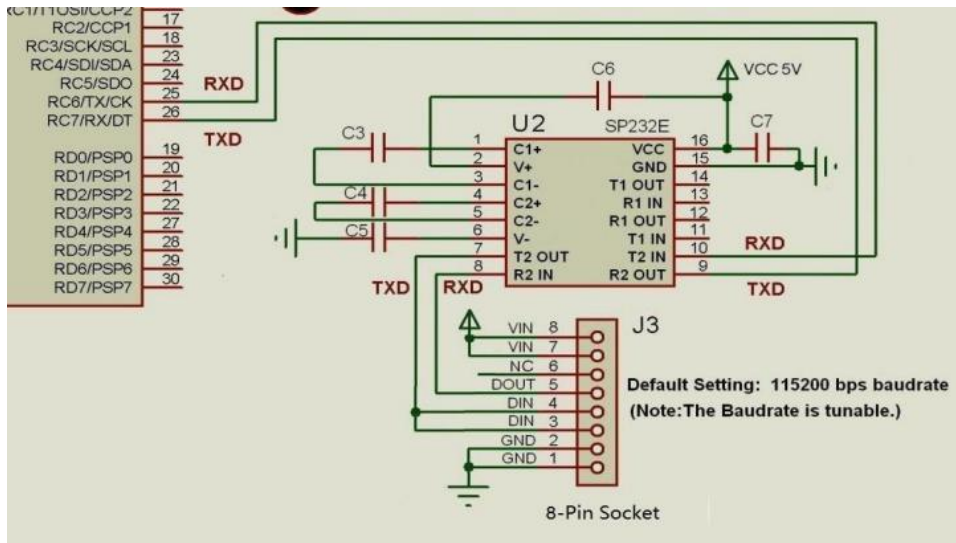 RC1/T1OSI/CCP2
RC2/CCP1
RC3/SCK/SCL
RC4/SDI/SDA
RC5/SDO
RC6/TX/CK
RC7/RX/DT
RD0/PSP0
RD1/PSP1
RD2/PSP2
RD3/PSP3
RD4/PSP4
RD5/PSP5
RD6/PSP6
RD7/PSP7
17
18
23
24
25
26
19
20
21
22
27
28
29
30
RXD
TXD
C6
VCC 5V
C7
C3
C4
C5
U2
SP232E
1 C1+ VCC 16
2 V+ GND 15
3 C1- T1 OUT 14
4 C2+ R1 IN 13
5 C2- R1 OUT 12
6 V- T1 IN 11
7 T2 OUT T2 IN 10
8 R2 IN R2 OUT 9
RXD
TXD
TXD RXD
J3
VIN 8
VIN 7
NC 6
DOUT 5
DIN 4
DIN 3
GND 2
GND 1
Default Setting: 115200 bps baudrate
(Note:The Baudrate is tunable.)
8-Pin Socket